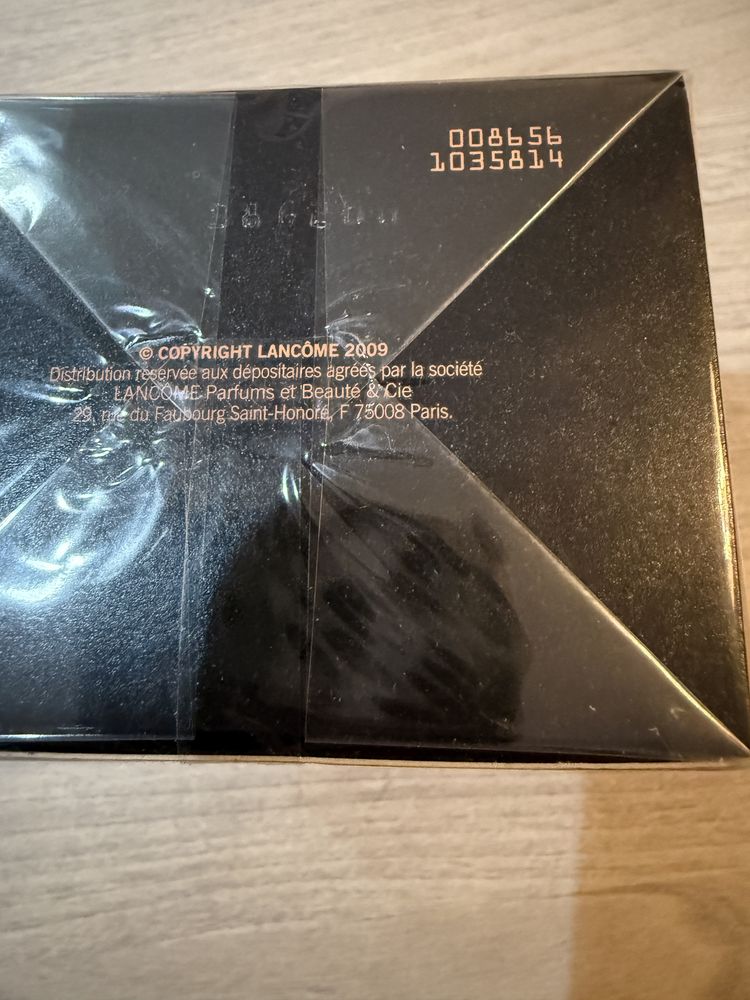 008656
1035814
© COPYRIGHT LANCÔME 2009
Distribution réservée aux dépositaires agréés par la société
LANCOME Parfums et Beauté & Cie
29, rue du Faubourg Saint-Honoré, F 75008 Paris.